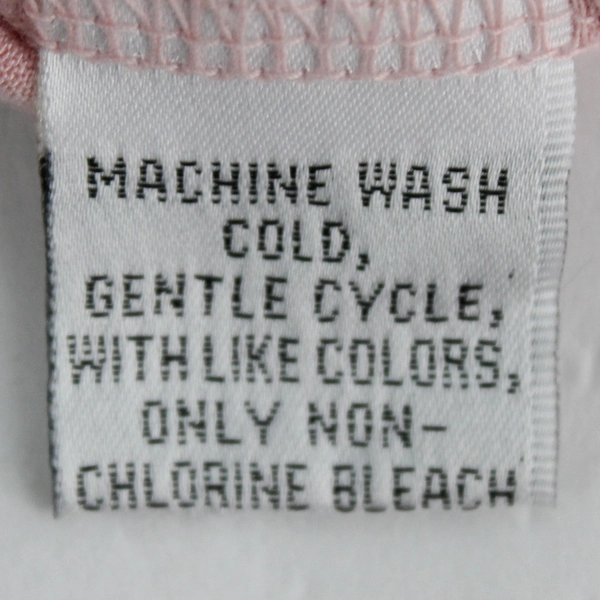 MACHINE WASH
COLD,
GENTLE CYCLE,
WITH LIKE COLORS,
ONLY NON-
CHLORINE BLEACH